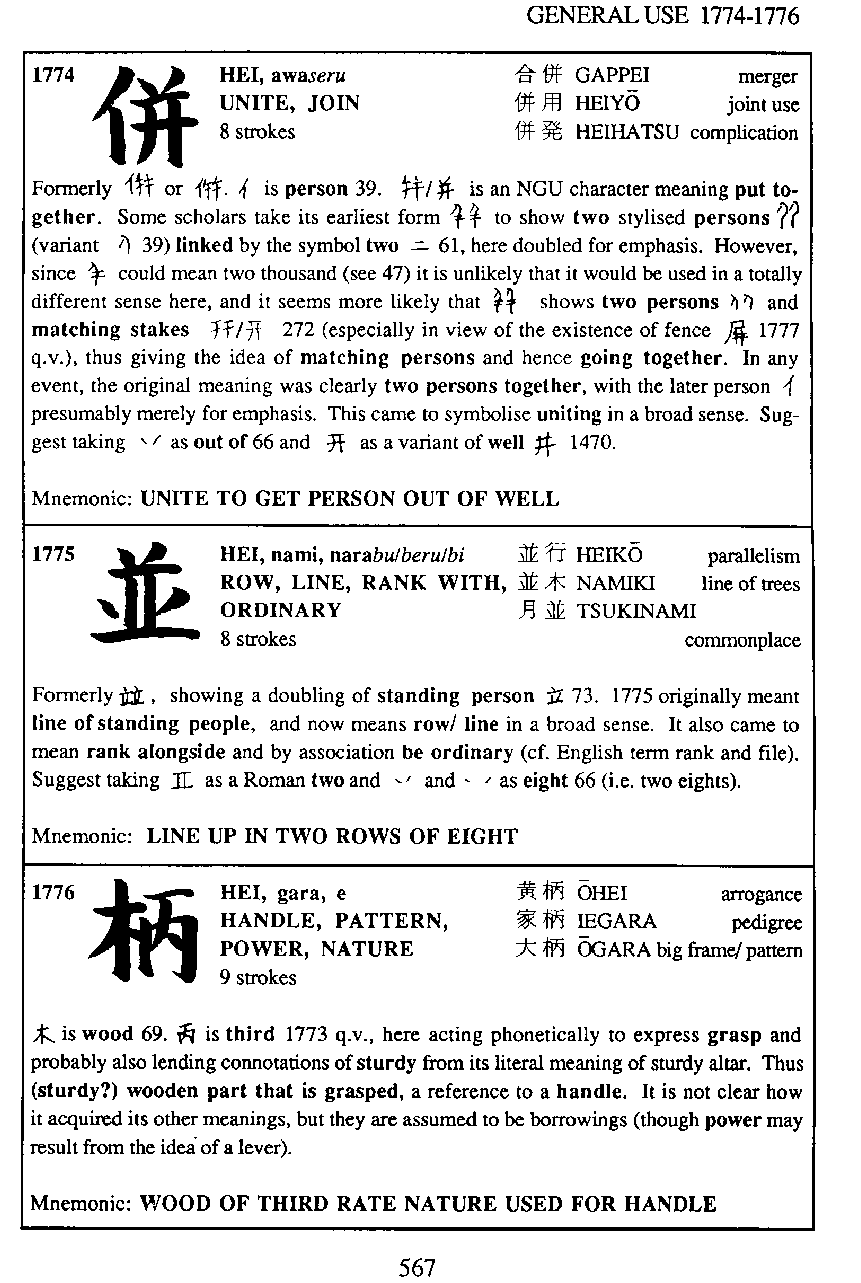 GENERAL USE 1774-1776
1774 併 HEI, awaseru 合併 GAPPEI merger
UNITE, JOIN 併用 HEIYŌ joint use
8 strokes 併発 HEIHATSU complication
Formerly 倂 or. 亻 is person 39. 幷/并 is an NGU character meaning put to-
gether. Some scholars take its earliest form to show two stylised persons
(variant 39) linked by the symbol two 二 61, here doubled for emphasis. However,
since could mean two thousand (see 47) it is unlikely that it would be used in a totally
different sense here, and it seems more likely that shows two persons and
matching stakes 幵/开 272 (especially in view of the existence of fence 屏 1777
q.v.), thus giving the idea of matching persons and hence going together. In any
event, the original meaning was clearly two persons together, with the later person 亻
presumably merely for emphasis. This came to symbolise uniting in a broad sense. Sug-
gest taking as out of 66 and 开 as a variant of well 井 1470.
Mnemonic: UNITE TO GET PERSON OUT OF WELL
1775 並 HEI, nami, narabu/beru/bi 並行 HEIKŌ parallelism
ROW, LINE, RANK WITH, 並木 NAMIKI line of trees
ORDINARY 月並 TSUKINAMI
8 strokes commonplace
Formerly 竝, showing a doubling of standing person 立 73. 1775 originally meant
line of standing people, and now means row/ line in a broad sense. It also came to
mean rank alongside and by association be ordinary (cf. English term rank and file).
Suggest taking as a Roman two and and as eight 66 (i.e. two eights).
Mnemonic: LINE UP IN TWO ROWS OF EIGHT
1776 柄 HEI, gara, e 黄柄 ŌHEI arrogance
HANDLE, PATTERN, 家柄 IEGARA pedigree
POWER, NATURE 大柄 ŌGARA big frame/ pattern
9 strokes
木 is wood 69. 丙 is third 1773 q.v., here acting phonetically to express grasp and
probably also lending connotations of sturdy from its literal meaning of sturdy altar. Thus
(sturdy?) wooden part that is grasped, a reference to a handle. It is not clear how
it acquired its other meanings, but they are assumed to be borrowings (though power may
result from the idea of a lever).
Mnemonic: WOOD OF THIRD RATE NATURE USED FOR HANDLE
567